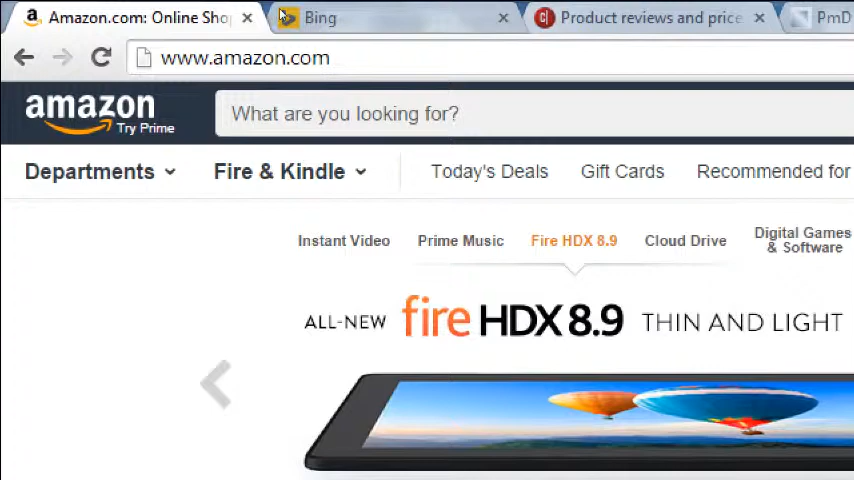 Amazon.com: Online Sho
Bing
Product reviews and price
PmD
www.amazon.com
amazon
Try Prime
What are you looking for?
Departments
Fire & Kindle
Today's Deals
Gift Cards
Recommended for
Instant Video
Prime Music
Fire HDX 8.9
Cloud Drive
Digital Games
& Software
ALL-NEW fire HDX 8.9 THIN AND LIGHT